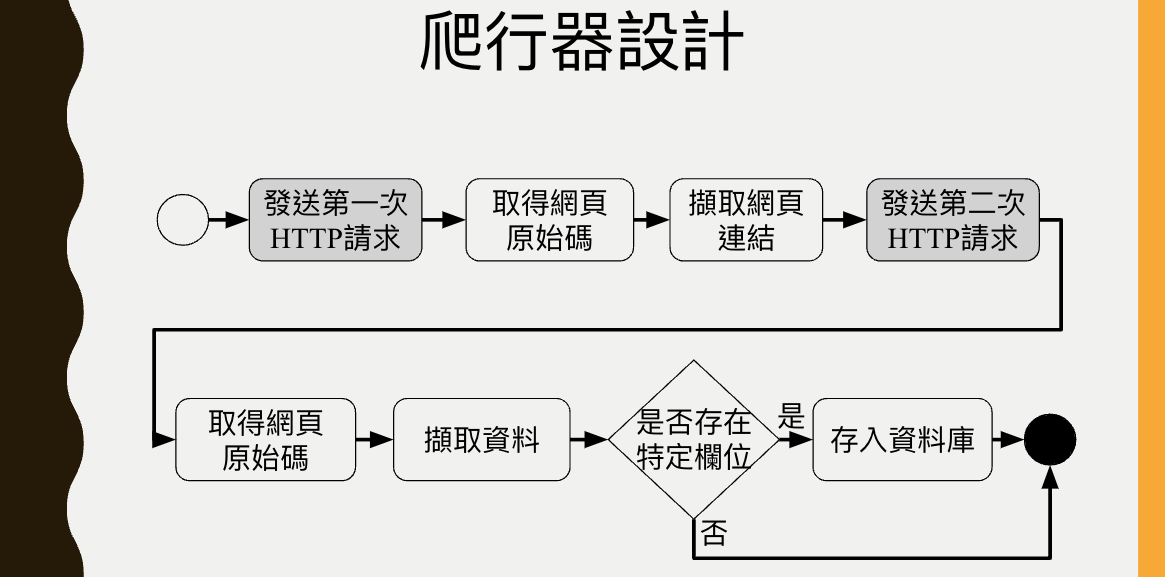 爬行器設計
發送第一次
HTTP請求
取得網頁
原始碼
擷取網頁
連結
發送第二次
HTTP請求
取得網頁
原始碼
擷取資料
是否存在
特定欄位
是
存入資料庫
否